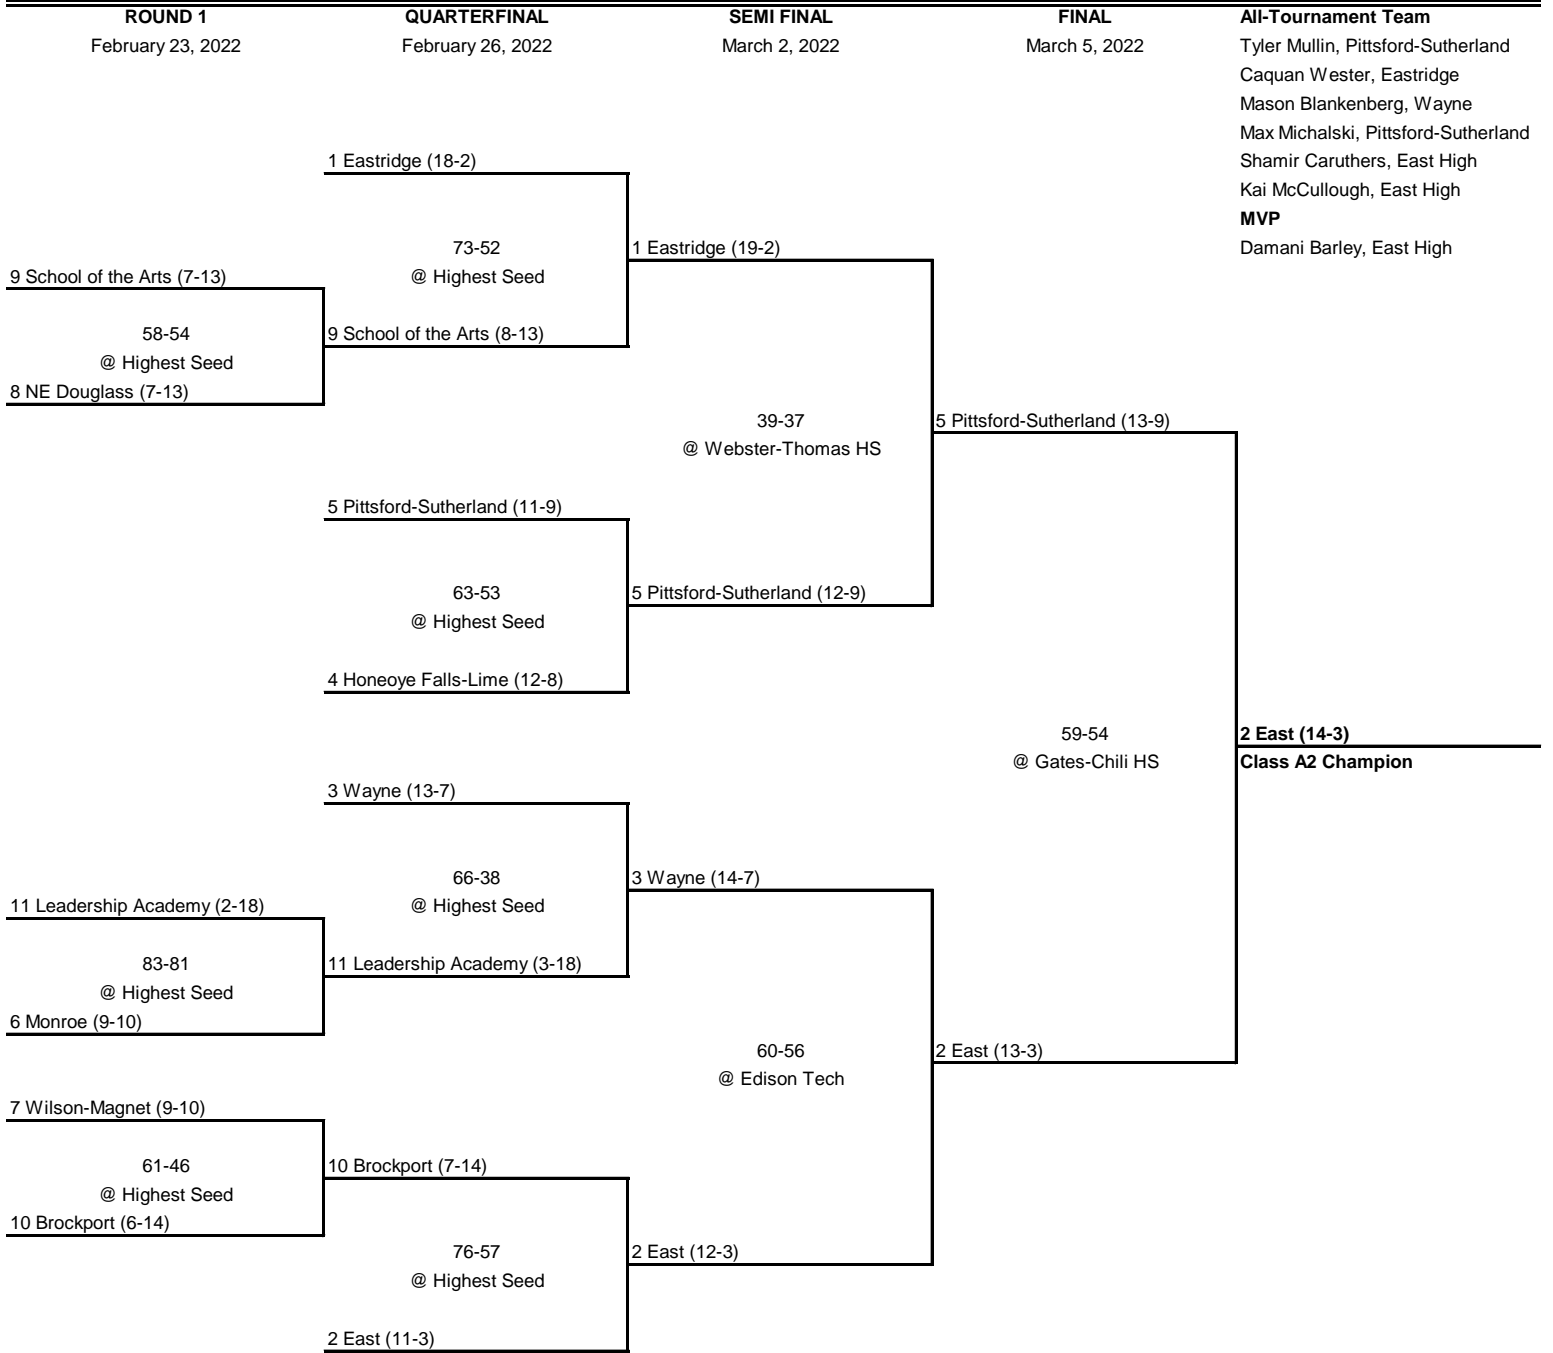 ROUND 1 QUARTERFINAL SEMI FINAL FINAL All-Tournament Team
February 23, 2022 February 26, 2022 March 2, 2022 March 5, 2022 Tyler Mullin, Pittsford-Sutherland
Caquan Wester, Eastridge
Mason Blankenberg, Wayne
Max Michalski, Pittsford-Sutherland
1 Eastridge (18-2) Shamir Caruthers, East High
Kai McCullough, East High
MVP
73-52 1 Eastridge (19-2) Damani Barley, East High
9 School of the Arts (7-13) @ Highest Seed
58-54 9 School of the Arts (8-13)
@ Highest Seed
8 NE Douglass (7-13)
39-37 5 Pittsford-Sutherland (13-9)
@ Webster-Thomas HS
5 Pittsford-Sutherland (11-9)
63-53 5 Pittsford-Sutherland (12-9)
@ Highest Seed
4 Honeoye Falls-Lime (12-8)
59-54 2 East (14-3)
@ Gates-Chili HS Class A2 Champion
3 Wayne (13-7)
66-38 3 Wayne (14-7)
11 Leadership Academy (2-18) @ Highest Seed
83-81 11 Leadership Academy (3-18)
@ Highest Seed
6 Monroe (9-10)
60-56 2 East (13-3)
@ Edison Tech
7 Wilson-Magnet (9-10)
61-46 10 Brockport (7-14)
@ Highest Seed
10 Brockport (6-14)
76-57 2 East (12-3)
@ Highest Seed
2 East (11-3)